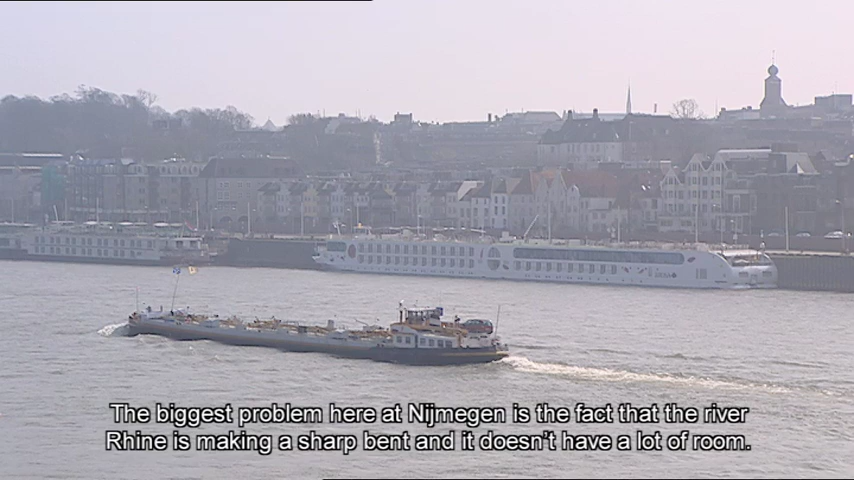 The biggest problem here at Nijmegen is the fact that the river
Rhine is making a sharp bent and it doesn't have a lot of room.